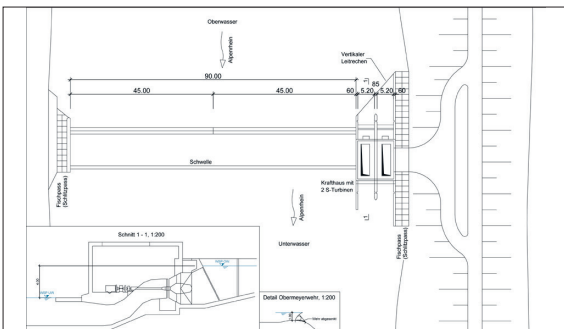 Oberwasser
Alpenrhein
Vertikaler
Leitrechen
90.00
85
45.00
45.00
60
5.20
5.20
60
Schwelle
Fischpass
(Schlitzpass)
Krafthaus mit
2 S-Turbinen
Alpenrhein
Fischpass
(Schlitzpass)
Unterwasser
Schnitt 1 - 1, 1:200
Detail Obermeyerwehr, 1:200